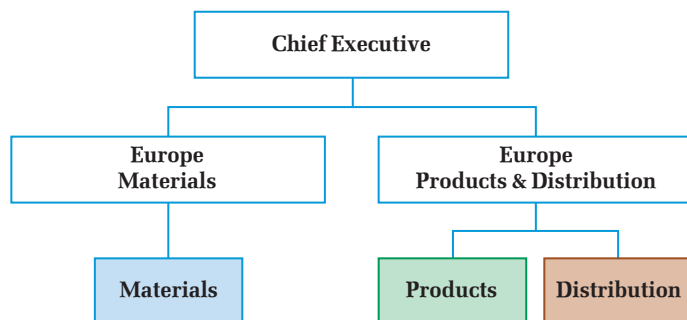 Chief Executive
Europe
Materials
Europe
Products & Distribution
Materials
Products
Distribution